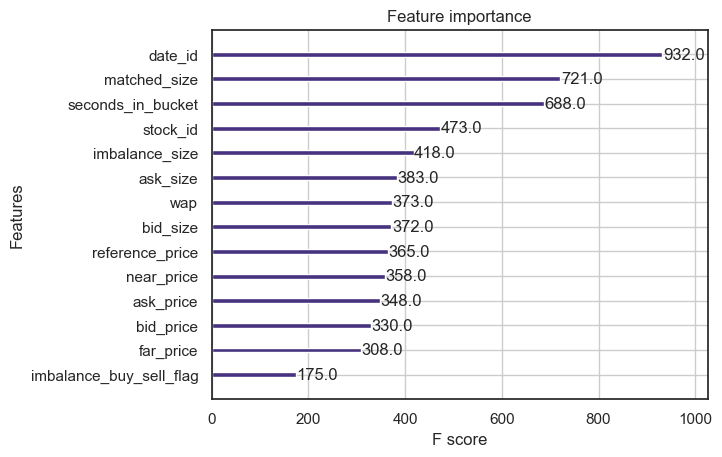 Feature importance
Features
date_id 932.0
matched_size 721.0
seconds_in_bucket 688.0
stock_id 473.0
imbalance_size 418.0
ask_size 383.0
wap 373.0
bid_size 372.0
reference_price 365.0
near_price 358.0
ask_price 348.0
bid_price 330.0
far_price 308.0
imbalance_buy_sell_flag 175.0
0 200 400 600 800 1000
F score